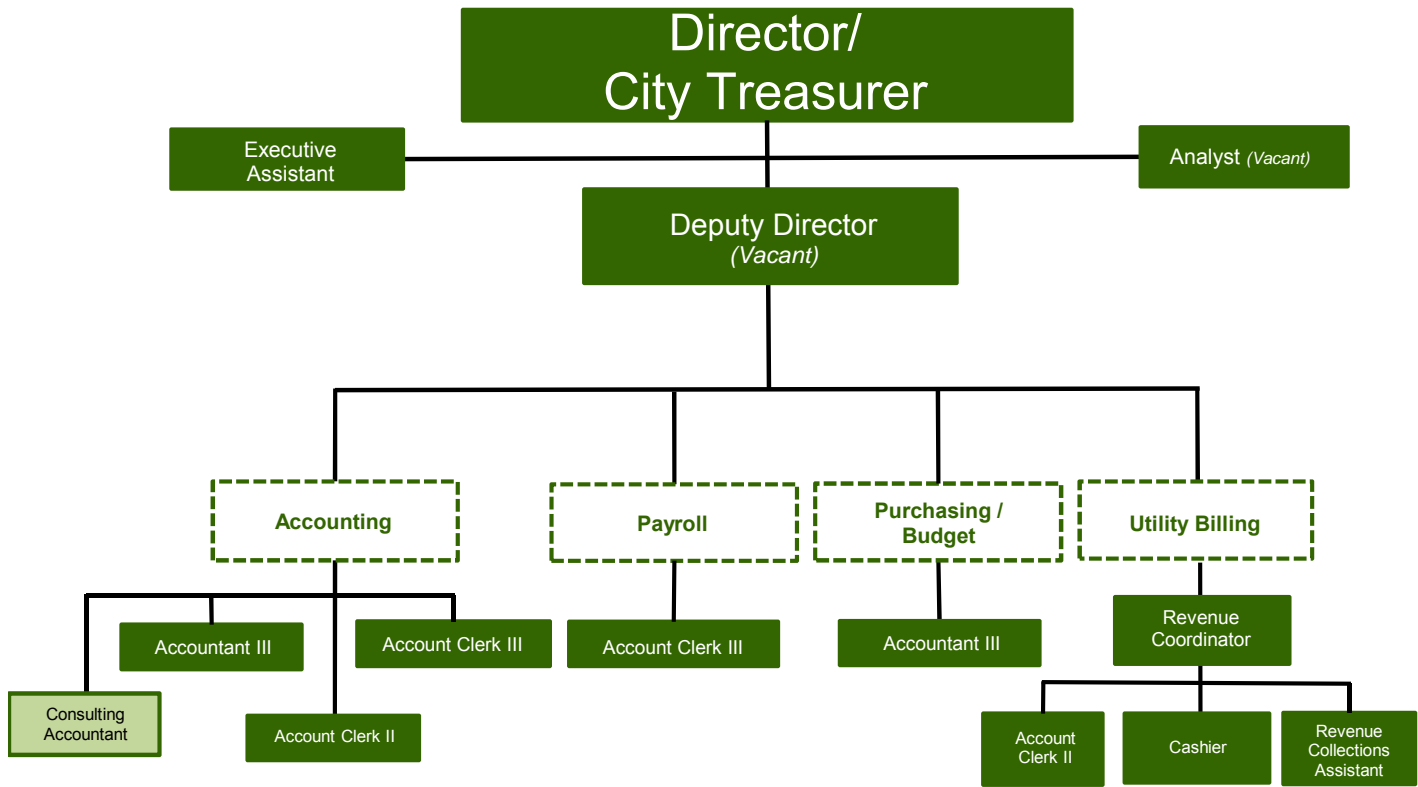 Director/
City Treasurer
Executive
Assistant
Analyst (Vacant)
Deputy Director
(Vacant)
Accounting
Payroll
Purchasing /
Budget
Utility Billing
Accountant III
Account Clerk III
Account Clerk III
Accountant III
Revenue
Coordinator
Consulting
Accountant
Account Clerk II
Account
Clerk II
Cashier
Revenue
Collections
Assistant